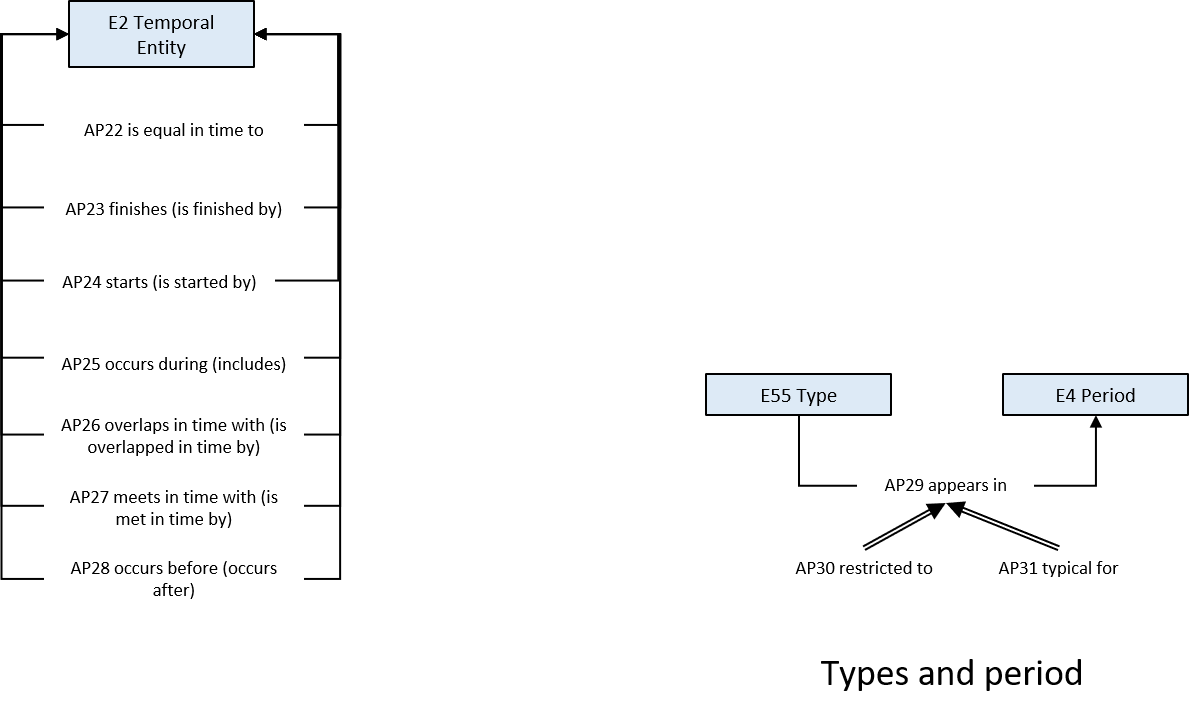 E2 Temporal
Entity
AP22 is equal in time to
AP23 finishes (is finished by)
AP24 starts (is started by)
AP25 occurs during (includes)
AP26 overlaps in time with (is
overlapped in time by)
AP27 meets in time with (is
met in time by)
AP28 occurs before (occurs
after)
E55 Type
E4 Period
AP29 appears in
AP30 restricted to
AP31 typical for
Types and period